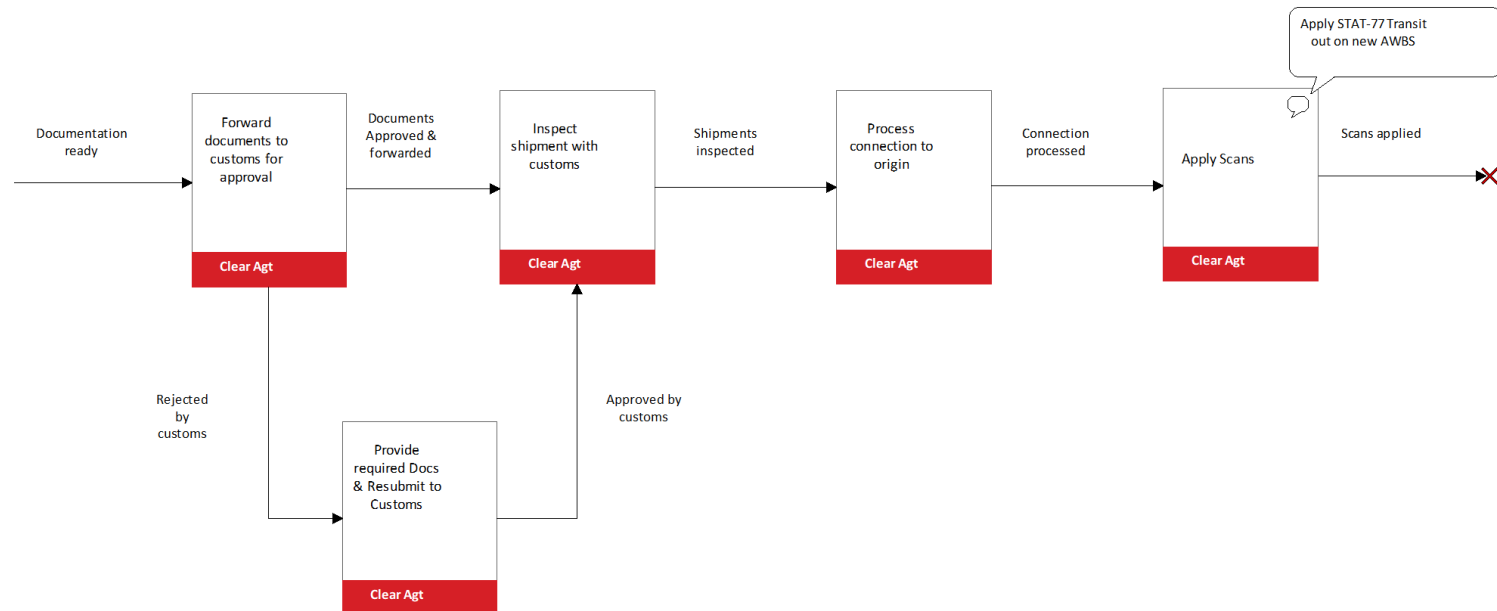 Apply STAT-77 Transit
out on new AWBS
Documentation
ready
Forward
documents to
customs for
approval
Clear Agt
Documents
Approved &
forwarded
Inspect
shipment with
customs
Clear Agt
Shipments
inspected
Process
connection to
origin
Clear Agt
Connection
processed
Apply Scans
Clear Agt
Scans applied
Rejected
by
customs
Provide
required Docs
& Resubmit to
Customs
Clear Agt
Approved by
customs